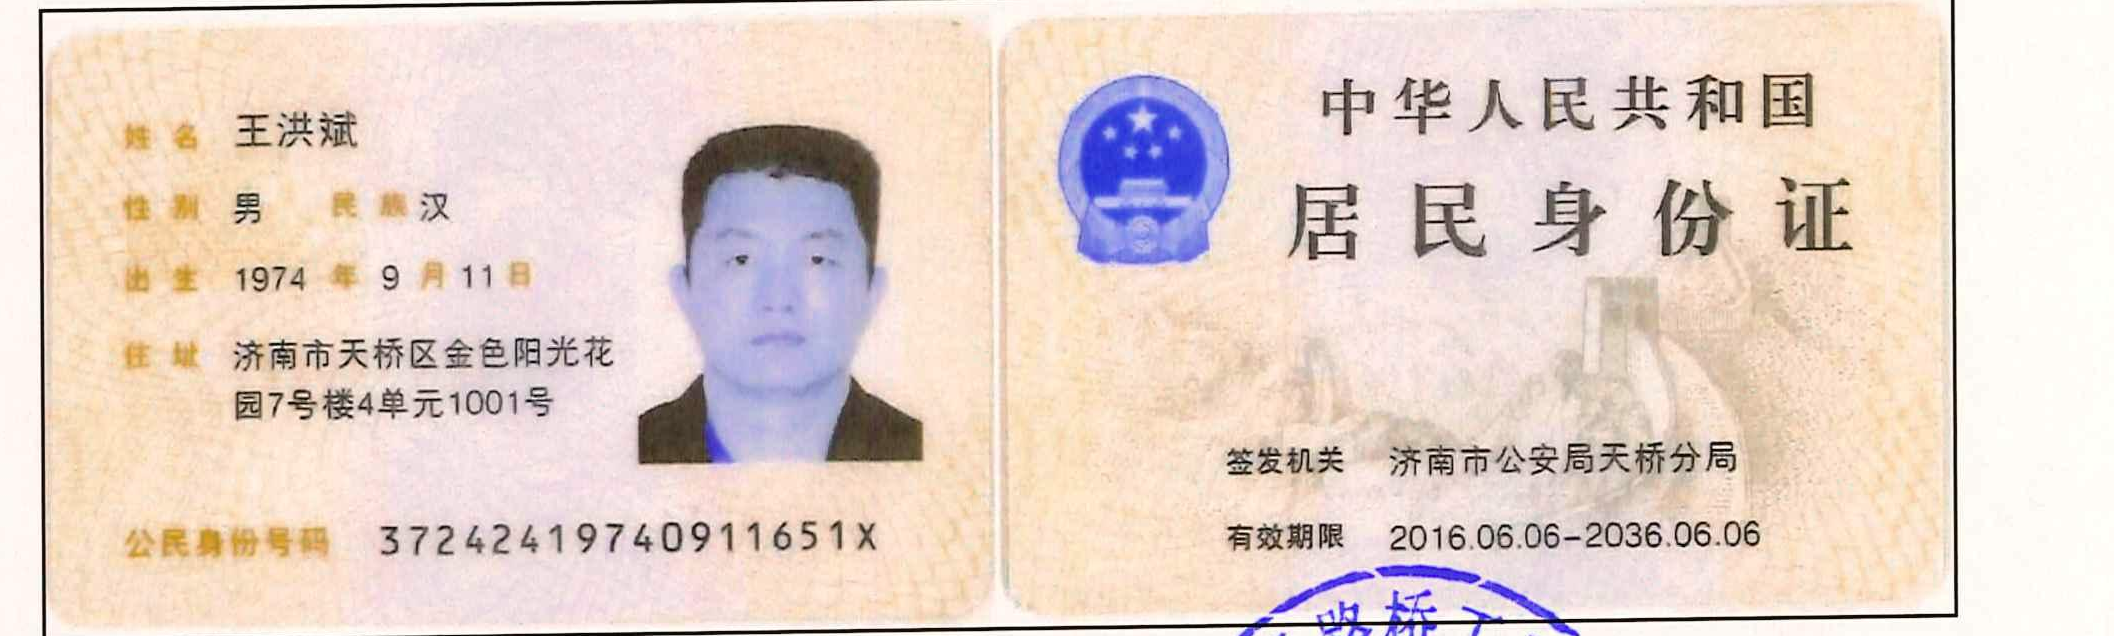 姓名 王洪斌
性别 男 民族 汉
出生 1974 年 9 月 11 日
住址 济南市天桥区金色阳光花
园7号楼4单元1001号
公民身份号码 37242419740911651X
中华人民共和国
居民身份证
签发机关 济南市公安局天桥分局
有效期限 2016.06.06-2036.06.06
路桥工